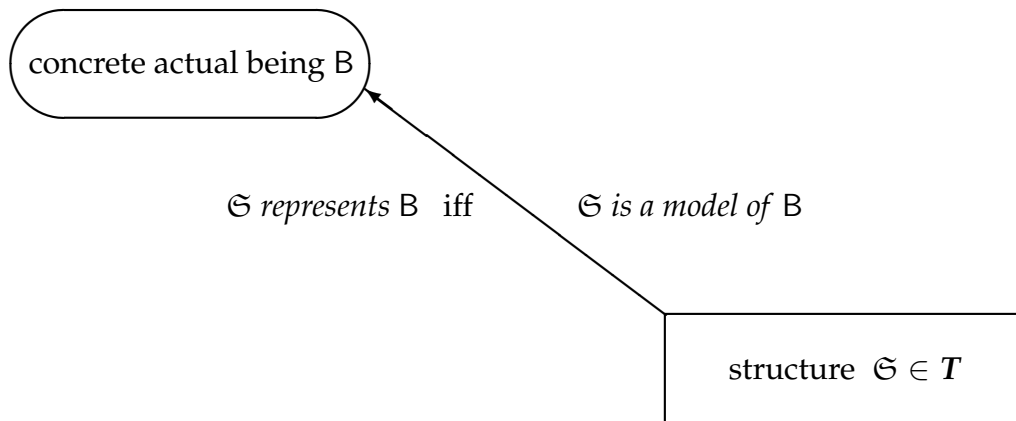 concrete actual being B
𝔖 represents B iff 𝔖 is a model of B
structure 𝔖 ∈ T